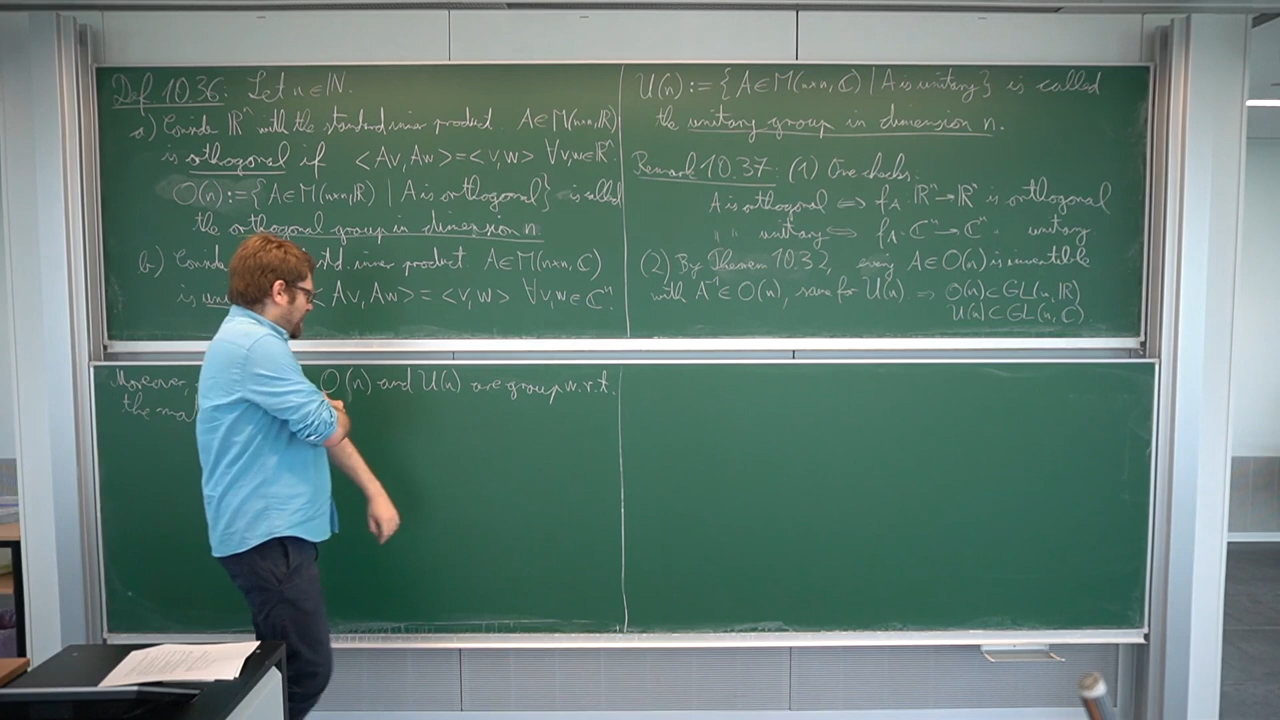 Def 10.36: Let n ∈ ℕ.
a) Consider ℝⁿ with the standard inner product. A ∈ M(n×n, ℝ)
is orthogonal if <Av, Aw> = <v, w> ∀ v, w ∈ ℝⁿ.
O(n) := { A ∈ M(n×n, ℝ) | A is orthogonal } is called
the orthogonal group in dimension n.
b) Consider std. inner product A ∈ M(n×n, ℂ)
is <Av, Aw> = <v, w> ∀ v, w ∈ ℂⁿ.
U(n) := { A ∈ M(n×n, ℂ) | A is unitary } is called
the unitary group in dimension n.
Remark 10.37: (1) One checks:
A is orthogonal ⇔ f_A: ℝⁿ → ℝⁿ is orthogonal
" " unitary ⇔ f_A: ℂⁿ → ℂⁿ " unitary
(2) By Theorem 10.32, every A ∈ O(n) is invertible
with A⁻¹ ∈ O(n), same for U(n) ⇒ O(n) ⊂ GL(n, ℝ)
U(n) ⊂ GL(n, ℂ).
Moreover, O(n) and U(n) are group w.r.t.
the